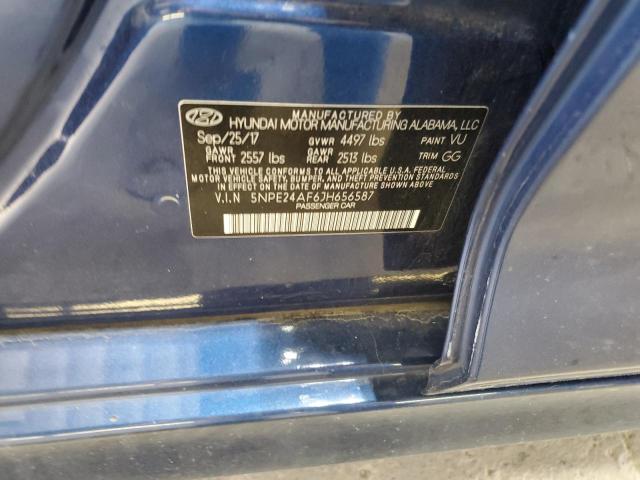 MANUFACTURED BY
HYUNDAI MOTOR MANUFACTURING ALABAMA, LLC
Sep/25/17 GVWR 4497 lbs PAINT VU
GAWR FRONT 2557 lbs GAWR REAR 2513 lbs TRIM GG
THIS VEHICLE CONFORMS TO ALL APPLICABLE U.S.A. FEDERAL
MOTOR VEHICLE SAFETY, BUMPER, AND THEFT PREVENTION STANDARDS
IN EFFECT ON THE DATE OF MANUFACTURE SHOWN ABOVE.
V.I.N 5NPE24AF6JH656587
PASSENGER CAR